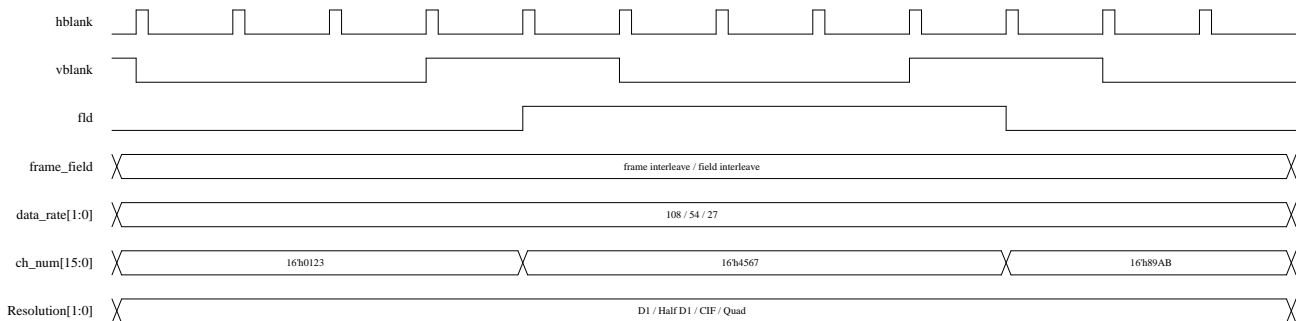 hblank
vblank
fld
frame_field frame interleave / field interleave
data_rate[1:0] 108 / 54 / 27
ch_num[15:0] 16'h0123 16'h4567 16'h89AB
Resolution[1:0] D1 / Half D1 / CIF / Quad